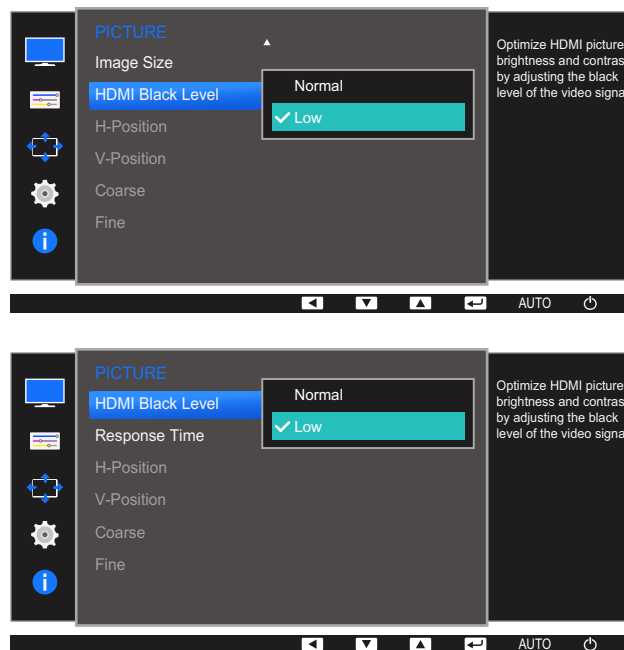 PICTURE
Image Size
HDMI Black Level
H-Position
V-Position
Coarse
Fine
Normal
Low
Optimize HDMI picture
brightness and contras
by adjusting the black
level of the video signa
AUTO
PICTURE
HDMI Black Level
Response Time
H-Position
V-Position
Coarse
Fine
Normal
Low
Optimize HDMI picture
brightness and contras
by adjusting the black
level of the video signa
AUTO